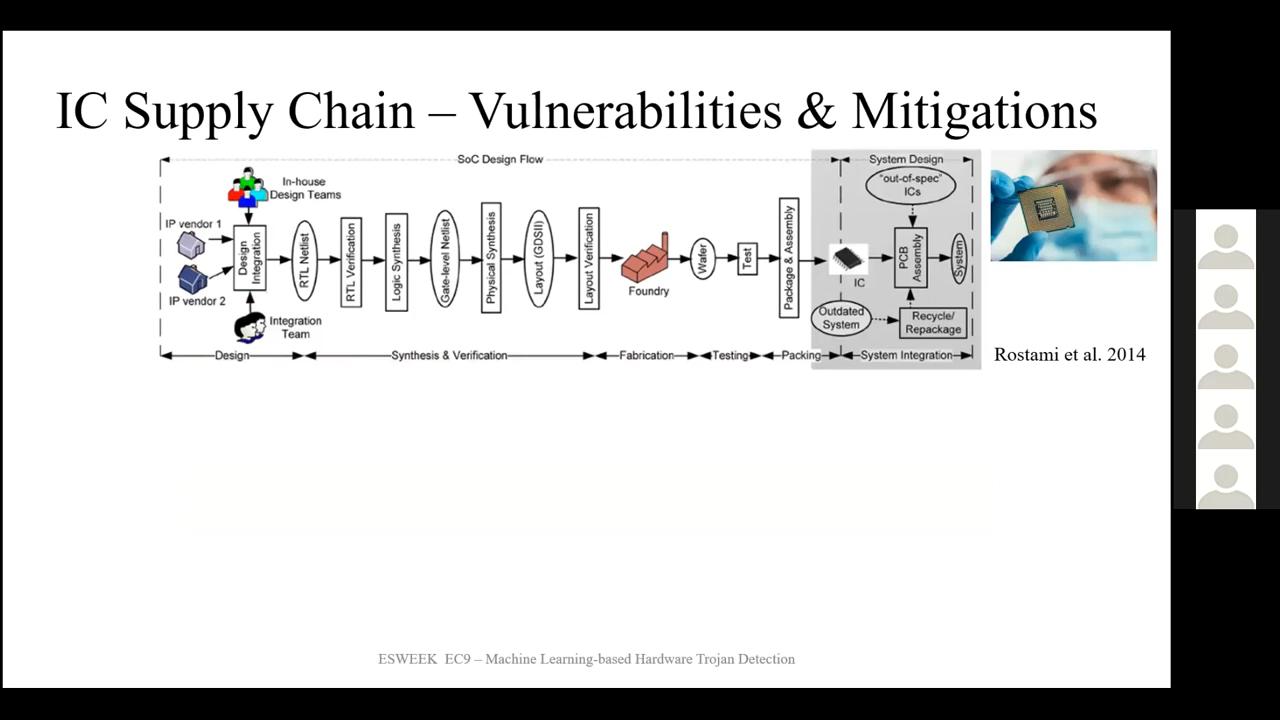 IC Supply Chain – Vulnerabilities & Mitigations
SoC Design Flow
System Design
In-house
Design Teams
IP vendor 1
IP vendor 2
Design
Integration
Integration
Team
RTL Netlist
RTL Verification
Logic Synthesis
Gate-level Netlist
Physical Synthesis
Layout (GDSII)
Layout Verification
Foundry
Wafer
Test
Package & Assembly
"out-of-spec"
ICs
IC
PCB
Assembly
System
Outdated
System
Recycle/
Repackage
Design
Synthesis & Verification
Fabrication
Testing
Packing
System Integration
Rostami et al. 2014
ESWEEK EC9 – Machine Learning-based Hardware Trojan Detection